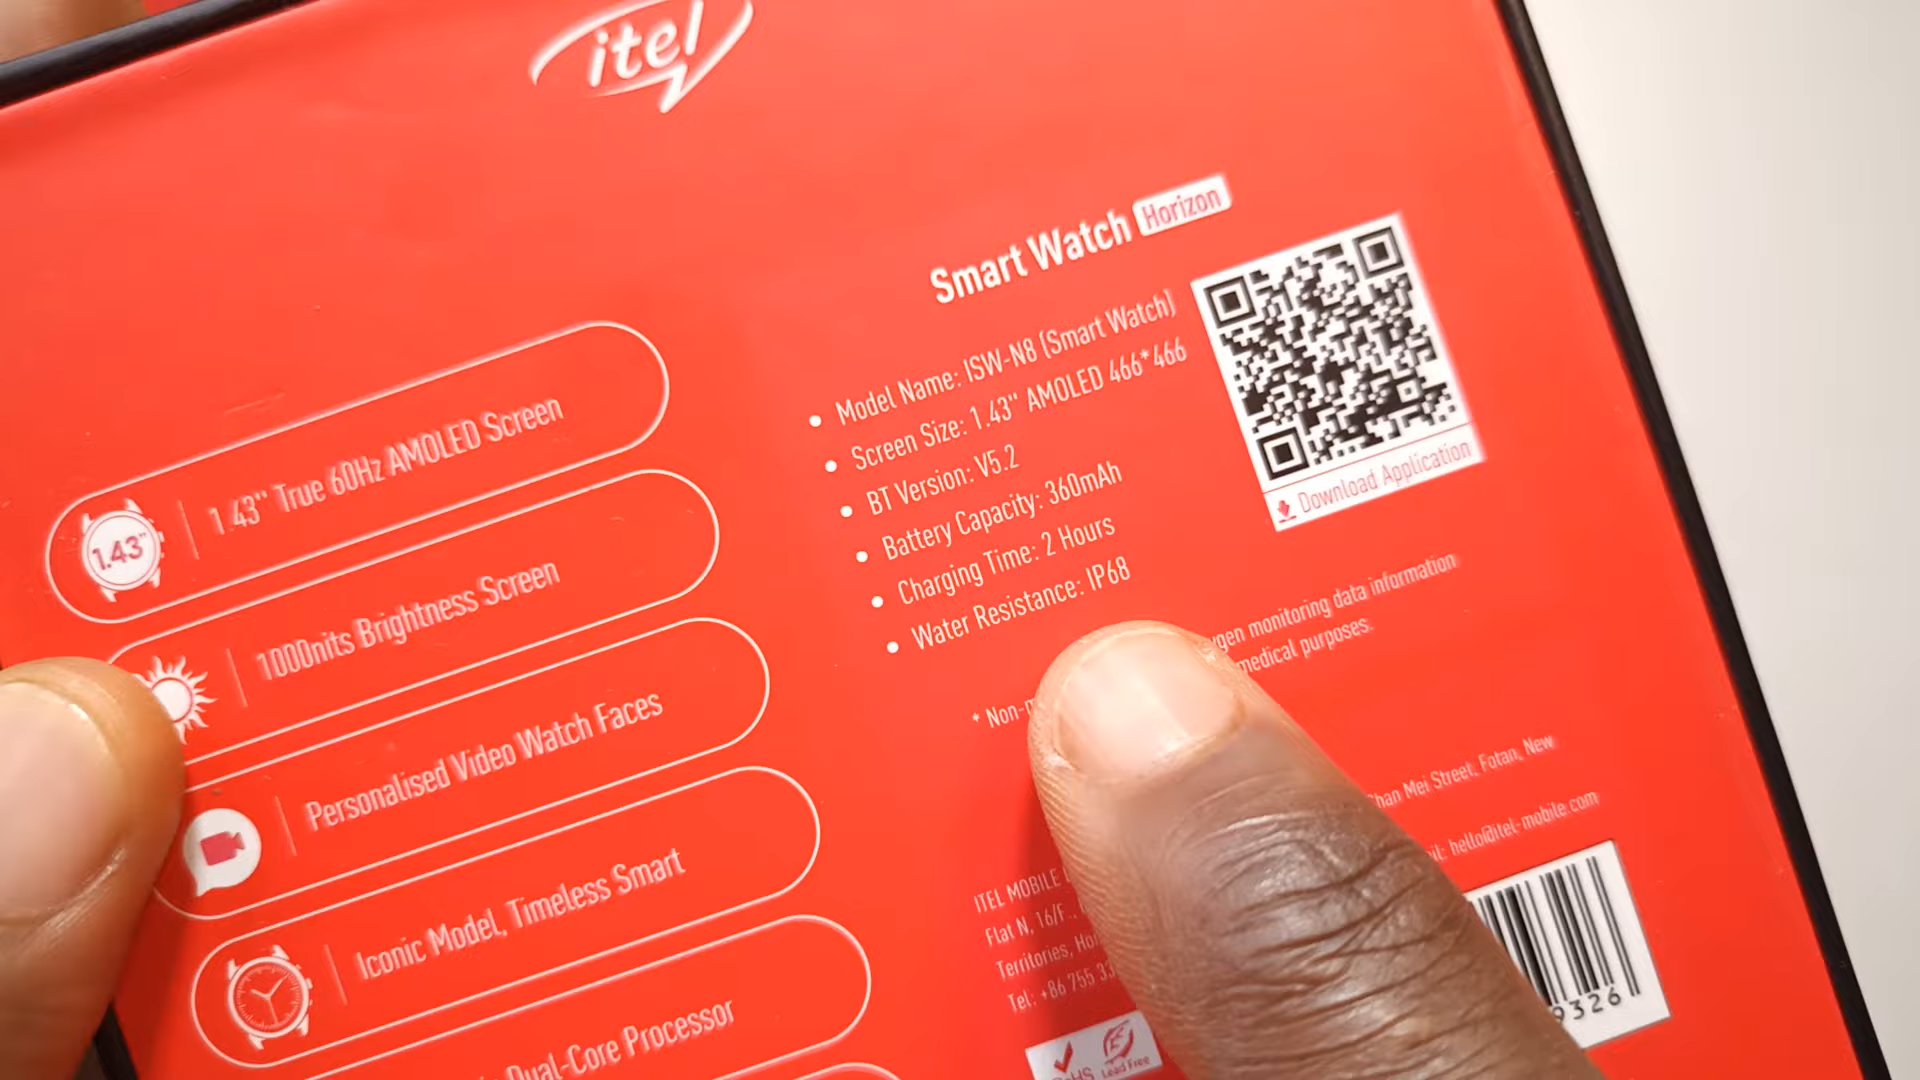 itel
1.43"
1.43" True 60Hz AMOLED Screen
1000nits Brightness Screen
Personalised Video Watch Faces
Iconic Model, Timeless Smart
Dual-Core Processor
Smart Watch Horizon
• Model Name: ISW-N8 (Smart Watch)
• Screen Size: 1.43" AMOLED 466*466
• BT Version: V5.2
• Battery Capacity: 360mAh
• Charging Time: 2 Hours
• Water Resistance: IP68
Download Application
monitoring data information
* medical purposes.
ITEL MOBILE
Chan Mei Street, Fotan, New
Flat N, 16/F.,
hello@itel-mobile.com
Territories,
Tel: +86 755
9326
RoHS
Lead Free